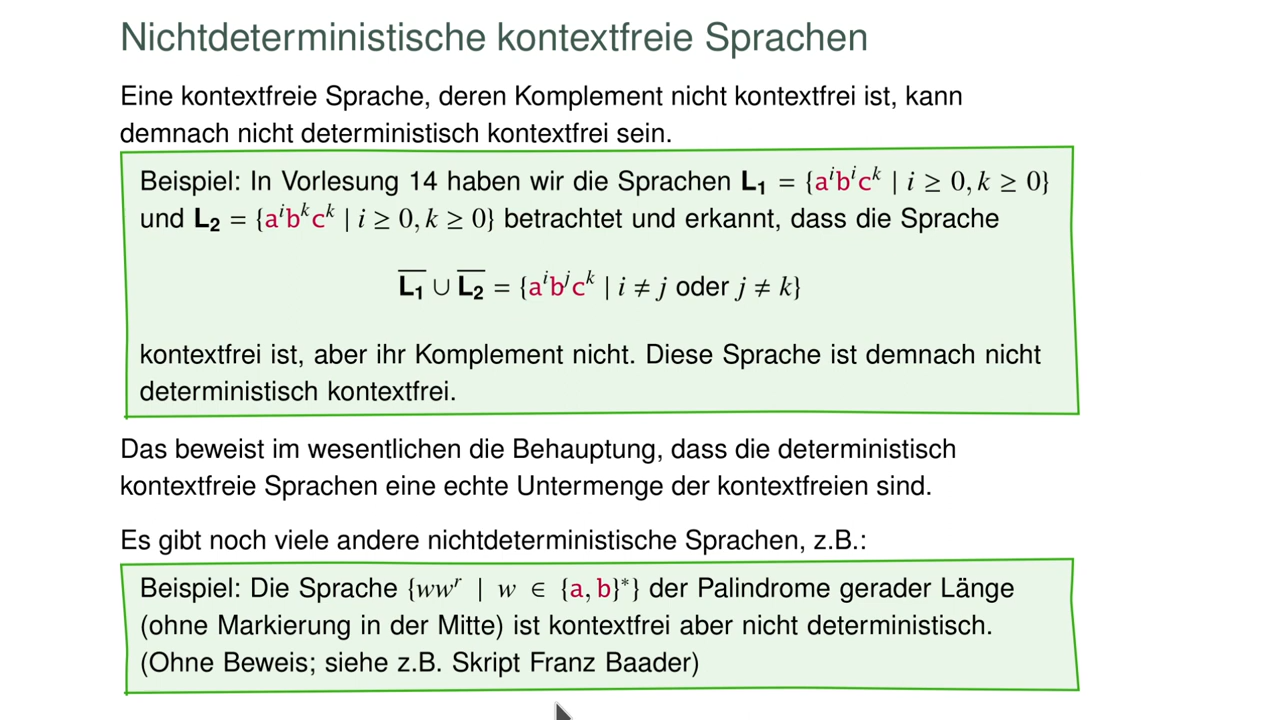 Nichtdeterministische kontextfreie Sprachen
Eine kontextfreie Sprache, deren Komplement nicht kontextfrei ist, kann
demnach nicht deterministisch kontextfrei sein.
Beispiel: In Vorlesung 14 haben wir die Sprachen L₁ = {aⁱbⁱcᵏ | i ≥ 0, k ≥ 0}
und L₂ = {aⁱbᵏcᵏ | i ≥ 0, k ≥ 0} betrachtet und erkannt, dass die Sprache
L̅₁ ∪ L̅₂ = {aⁱbʲcᵏ | i ≠ j oder j ≠ k}
kontextfrei ist, aber ihr Komplement nicht. Diese Sprache ist demnach nicht
deterministisch kontextfrei.
Das beweist im wesentlichen die Behauptung, dass die deterministisch
kontextfreie Sprachen eine echte Untermenge der kontextfreien sind.
Es gibt noch viele andere nichtdeterministische Sprachen, z.B.:
Beispiel: Die Sprache {wwʳ | w ∈ {a, b}*} der Palindrome gerader Länge
(ohne Markierung in der Mitte) ist kontextfrei aber nicht deterministisch.
(Ohne Beweis; siehe z.B. Skript Franz Baader)